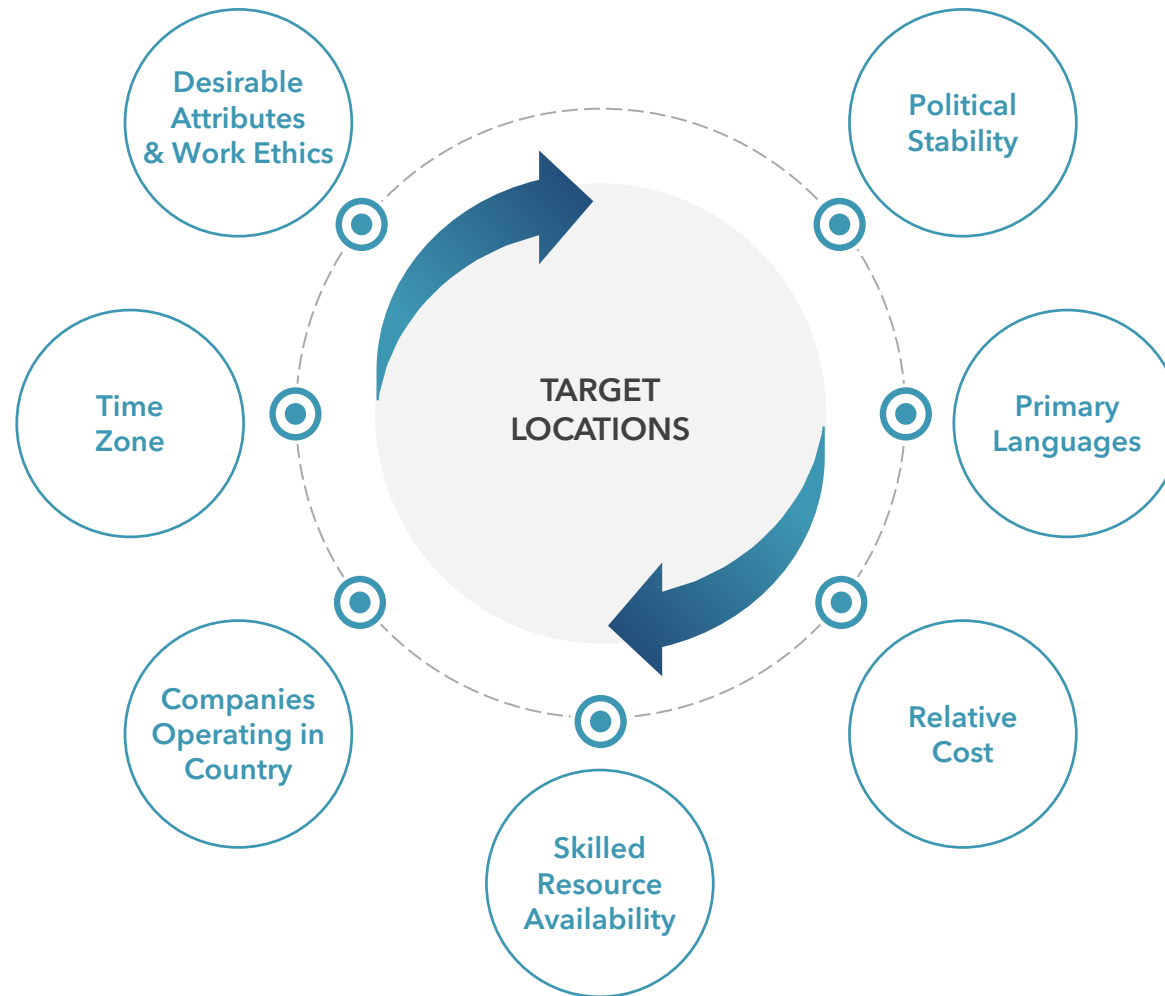 Desirable
Attributes
& Work Ethics
Political
Stability
Time
Zone
TARGET
LOCATIONS
Primary
Languages
Companies
Operating in
Country
Relative
Cost
Skilled
Resource
Availability